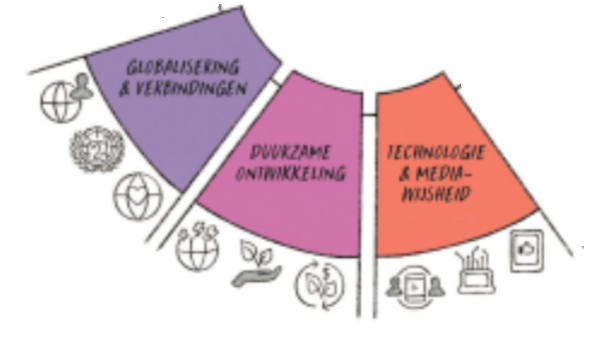 GLOBALISERING
& VERBINDINGEN
DUURZAME
ONTWIKKELING
TECHNOLOGIE
& MEDIA-
WIJSHEID